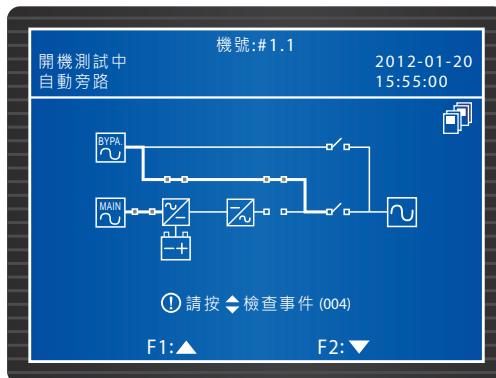 機號:#1.1
開機測試中
2012-01-20
自動旁路
15:55:00
BYPA.
MAIN
請按 檢查事件 (004)
F1:
F2: